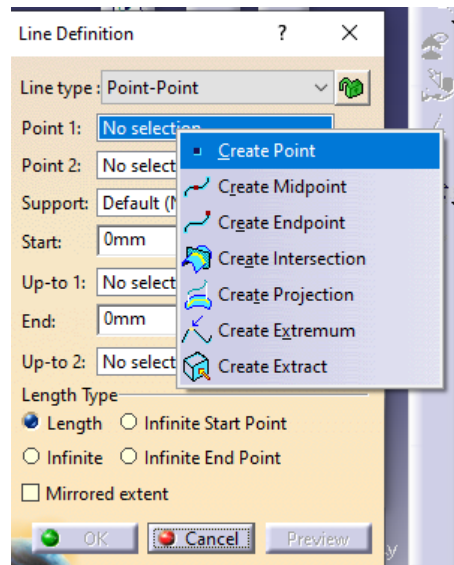 Line Definition ? ×
Line type : Point-Point
Point 1: No selection
Create Point
Point 2: No select
Create Midpoint
Support: Default (
Create Endpoint
Start: 0mm
Create Intersection
Up-to 1: No select
Create Projection
End: 0mm
Create Extremum
Up-to 2: No select
Create Extract
Length Type
Length Infinite Start Point
Infinite Infinite End Point
Mirrored extent
OK Cancel Preview
y